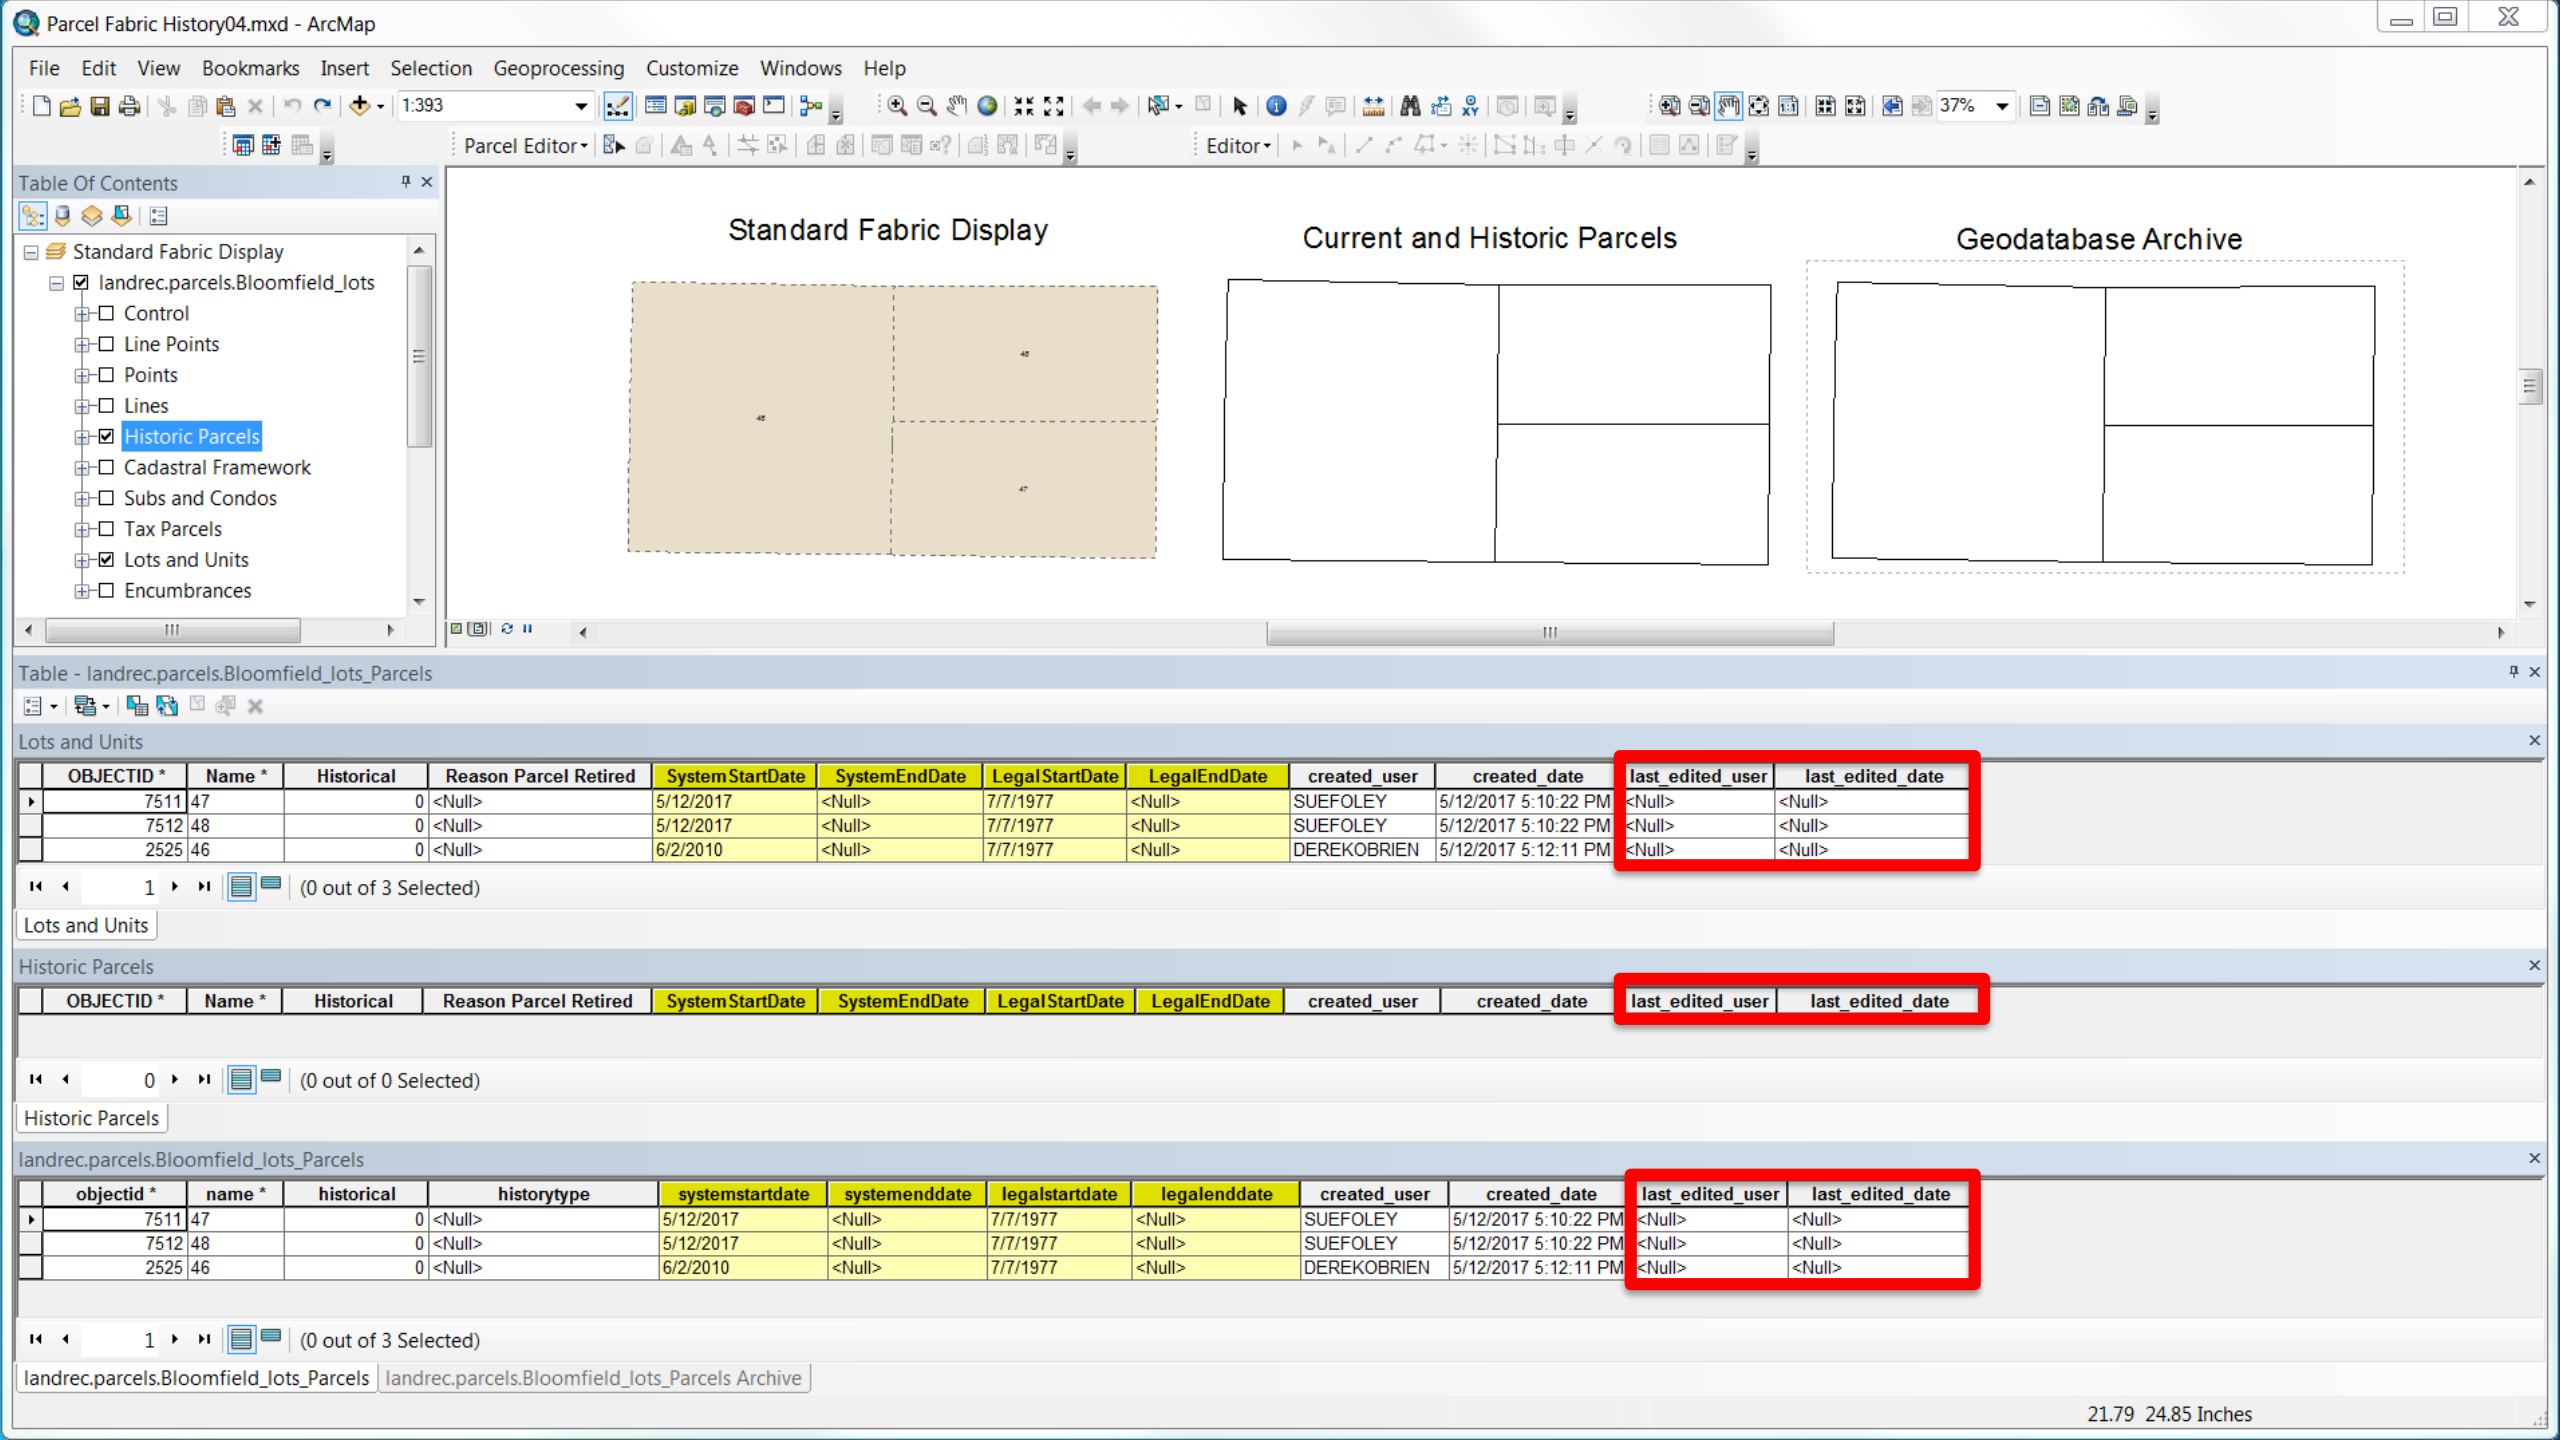 Parcel Fabric History04.mxd - ArcMap
File Edit View Bookmarks Insert Selection Geoprocessing Customize Windows Help
1:393 37%
Parcel Editor Editor
Table Of Contents
Standard Fabric Display
landrec.parcels.Bloomfield_lots
Control
Line Points
Points
Lines
Historic Parcels
Cadastral Framework
Subs and Condos
Tax Parcels
Lots and Units
Encumbrances
Standard Fabric Display
47
Current and Historic Parcels
Geodatabase Archive
Table - landrec.parcels.Bloomfield_lots_Parcels
Lots and Units
OBJECTID * Name * Historical Reason Parcel Retired SystemStartDate SystemEndDate LegalStartDate LegalEndDate created_user created_date last_edited_user last_edited_date
7511 47 0 <Null> 5/12/2017 <Null> 7/7/1977 <Null> SUEFOLEY 5/12/2017 5:10:22 PM <Null> <Null>
7512 48 0 <Null> 5/12/2017 <Null> 7/7/1977 <Null> SUEFOLEY 5/12/2017 5:10:22 PM <Null> <Null>
2525 46 0 <Null> 6/2/2010 <Null> 7/7/1977 <Null> DEREKOBRIEN 5/12/2017 5:12:11 PM <Null> <Null>
1 (0 out of 3 Selected)
Lots and Units
Historic Parcels
OBJECTID * Name * Historical Reason Parcel Retired SystemStartDate SystemEndDate LegalStartDate LegalEndDate created_user created_date last_edited_user last_edited_date
0 (0 out of 0 Selected)
Historic Parcels
landrec.parcels.Bloomfield_lots_Parcels
objectid * name * historical historytype systemstartdate systemenddate legalstartdate legalenddate created_user created_date last_edited_user last_edited_date
7511 47 0 <Null> 5/12/2017 <Null> 7/7/1977 <Null> SUEFOLEY 5/12/2017 5:10:22 PM <Null> <Null>
7512 48 0 <Null> 5/12/2017 <Null> 7/7/1977 <Null> SUEFOLEY 5/12/2017 5:10:22 PM <Null> <Null>
2525 46 0 <Null> 6/2/2010 <Null> 7/7/1977 <Null> DEREKOBRIEN 5/12/2017 5:12:11 PM <Null> <Null>
1 (0 out of 3 Selected)
landrec.parcels.Bloomfield_lots_Parcels landrec.parcels.Bloomfield_lots_Parcels Archive
21.79 24.85 Inches